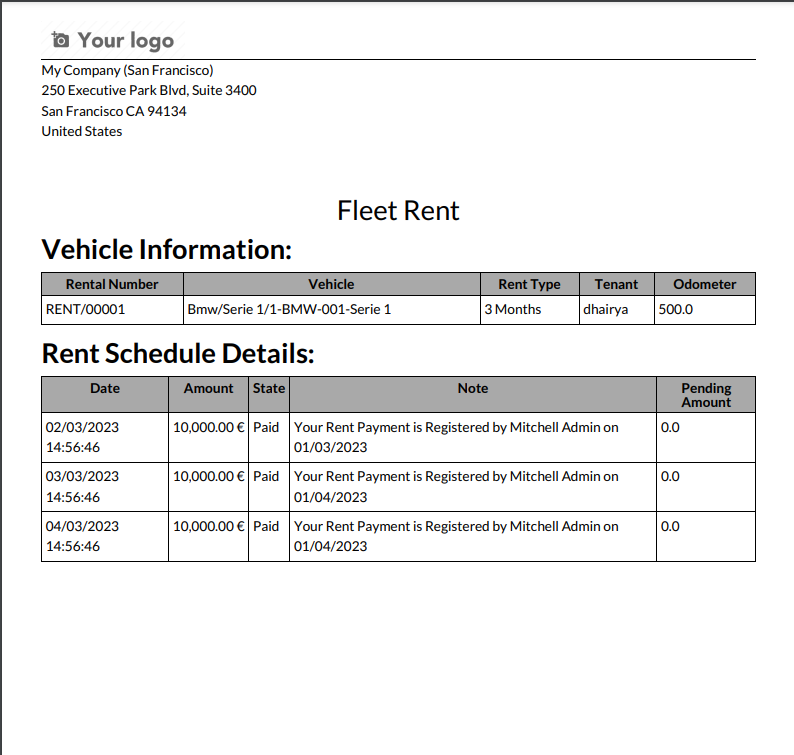 Your logo
My Company (San Francisco)
250 Executive Park Blvd, Suite 3400
San Francisco CA 94134
United States
Fleet Rent
Vehicle Information:
Rental Number Vehicle Rent Type Tenant Odometer
RENT/00001 Bmw/Serie 1/1-BMW-001-Serie 1 3 Months dhairya 500.0
Rent Schedule Details:
Date Amount State Note Pending
Amount
02/03/2023 10,000.00 € Paid Your Rent Payment is Registered by Mitchell Admin on 0.0
14:56:46 01/03/2023
03/03/2023 10,000.00 € Paid Your Rent Payment is Registered by Mitchell Admin on 0.0
14:56:46 01/04/2023
04/03/2023 10,000.00 € Paid Your Rent Payment is Registered by Mitchell Admin on 0.0
14:56:46 01/04/2023